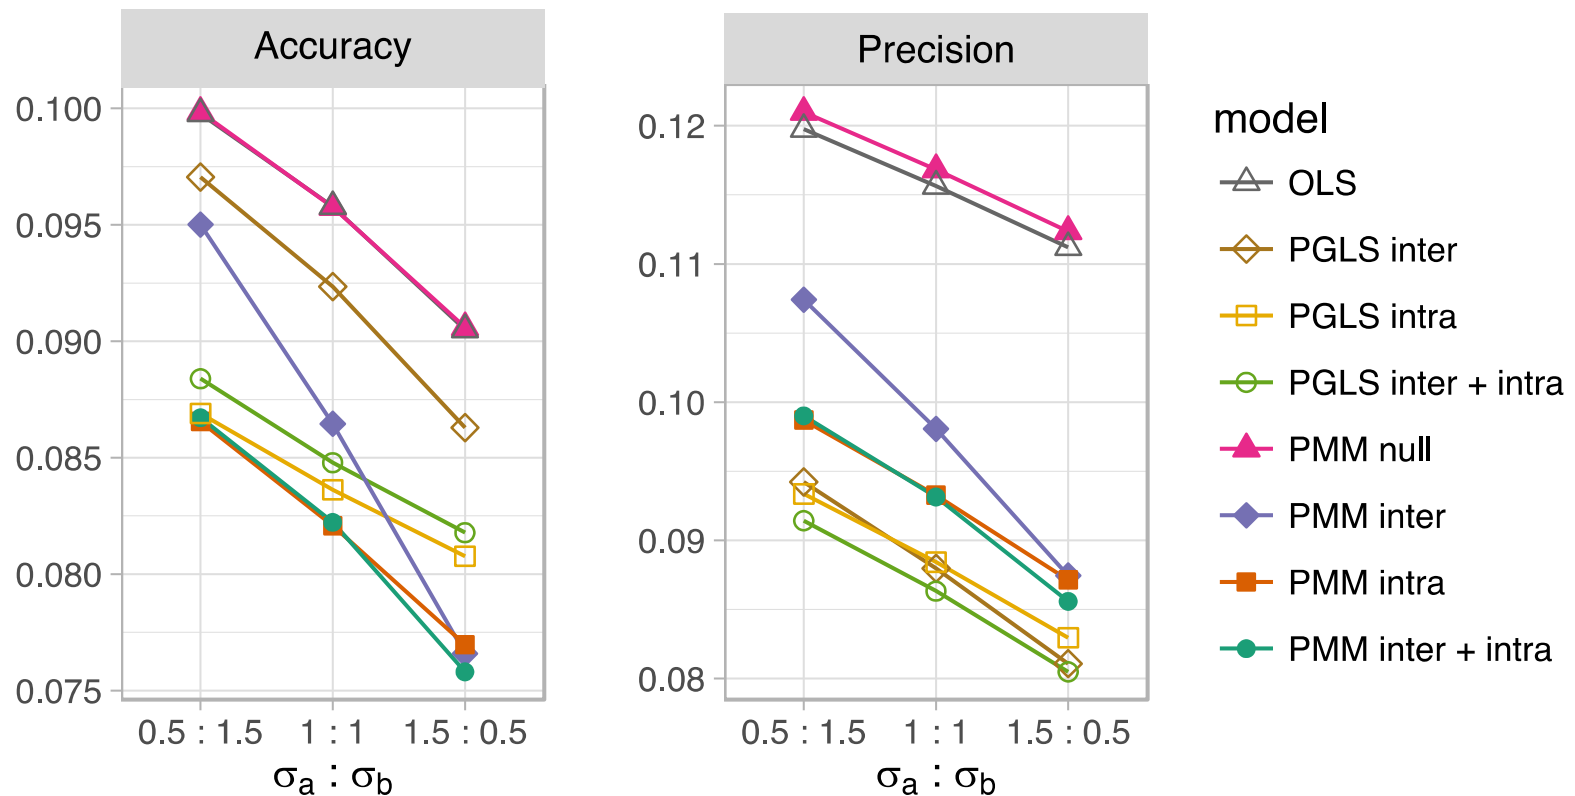 Accuracy
0.100
0.095
0.090
0.085
0.080
0.075
0.5 : 1.5 1 : 1 1.5 : 0.5
σa : σb
Precision
0.12
0.11
0.10
0.09
0.08
0.5 : 1.5 1 : 1 1.5 : 0.5
σa : σb
model
OLS
PGLS inter
PGLS intra
PGLS inter + intra
PMM null
PMM inter
PMM intra
PMM inter + intra